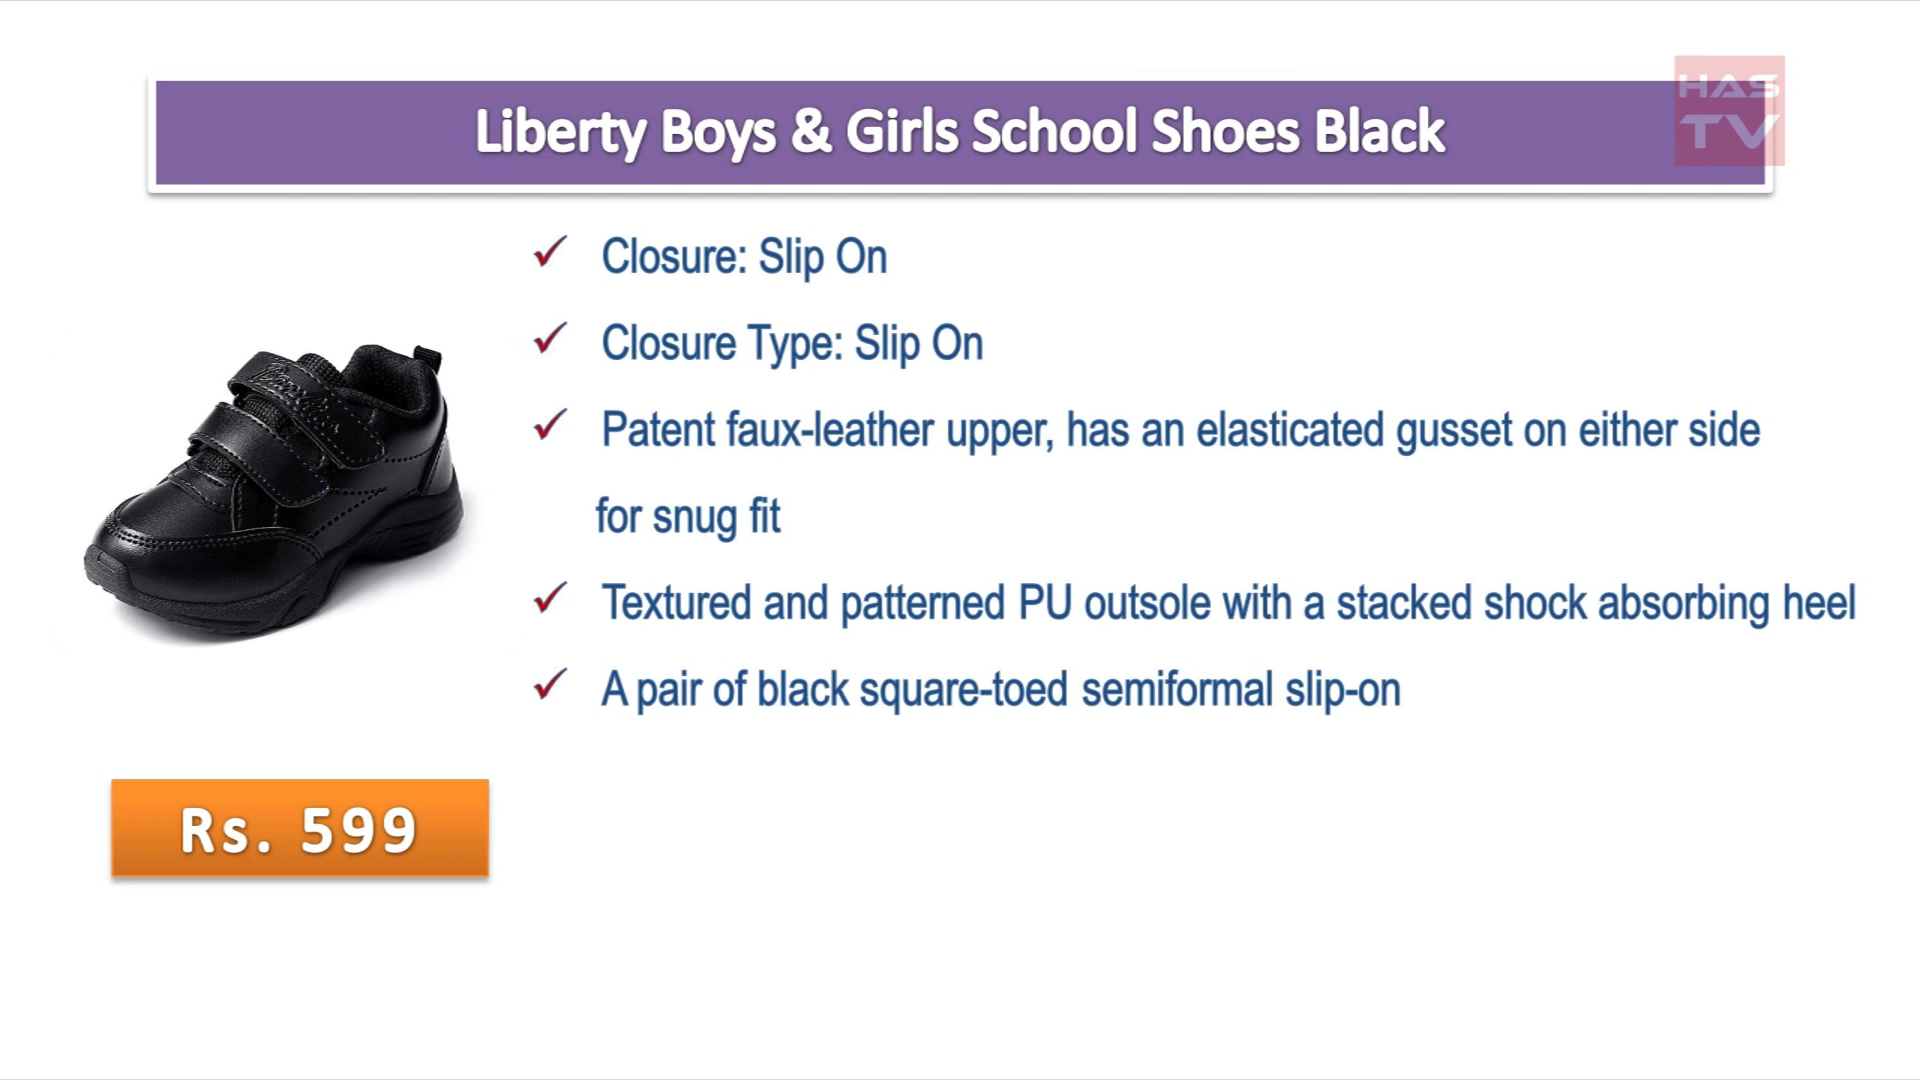 HAS
TV
Liberty Boys & Girls School Shoes Black
Closure: Slip On
Closure Type: Slip On
Patent faux-leather upper, has an elasticated gusset on either side
for snug fit
Textured and patterned PU outsole with a stacked shock absorbing heel
A pair of black square-toed semiformal slip-on
Rs. 599